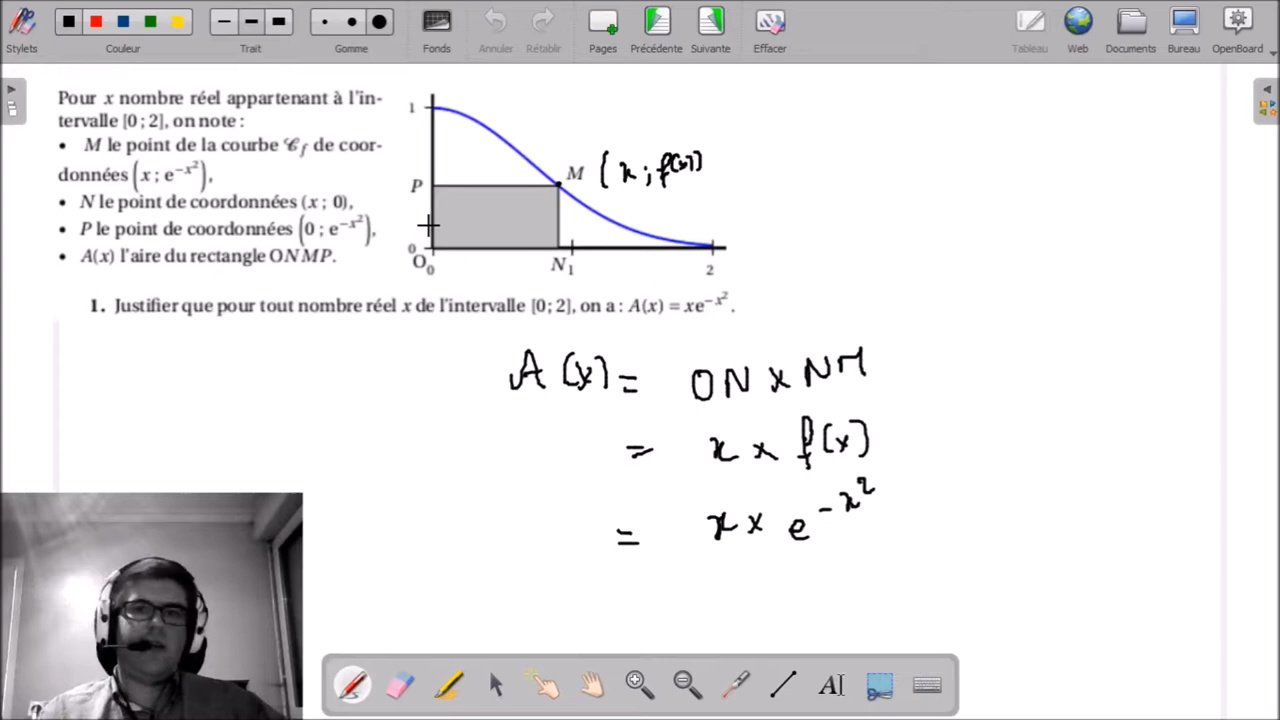 Stylets Couleur Trait Gomme Fonds Annuler Rétablir Pages Précédente Suivante Effacer Tableau Web Documents Bureau OpenBoard
Pour x nombre réel appartenant à l'in-
tervalle [0 ; 2], on note :
• M le point de la courbe 𝒞f de coor-
données (x ; e^{-x²}),
• N le point de coordonnées (x ; 0),
• P le point de coordonnées (0 ; e^{-x²}),
• A(x) l'aire du rectangle ONMP.
1
M (x ; f(x))
P
0
O 0 N 1 2
1. Justifier que pour tout nombre réel x de l'intervalle [0 ; 2], on a : A(x) = xe^{-x²}.
A(x) = ON × NM
= x × f(x)
= x × e^{-x²}
AI